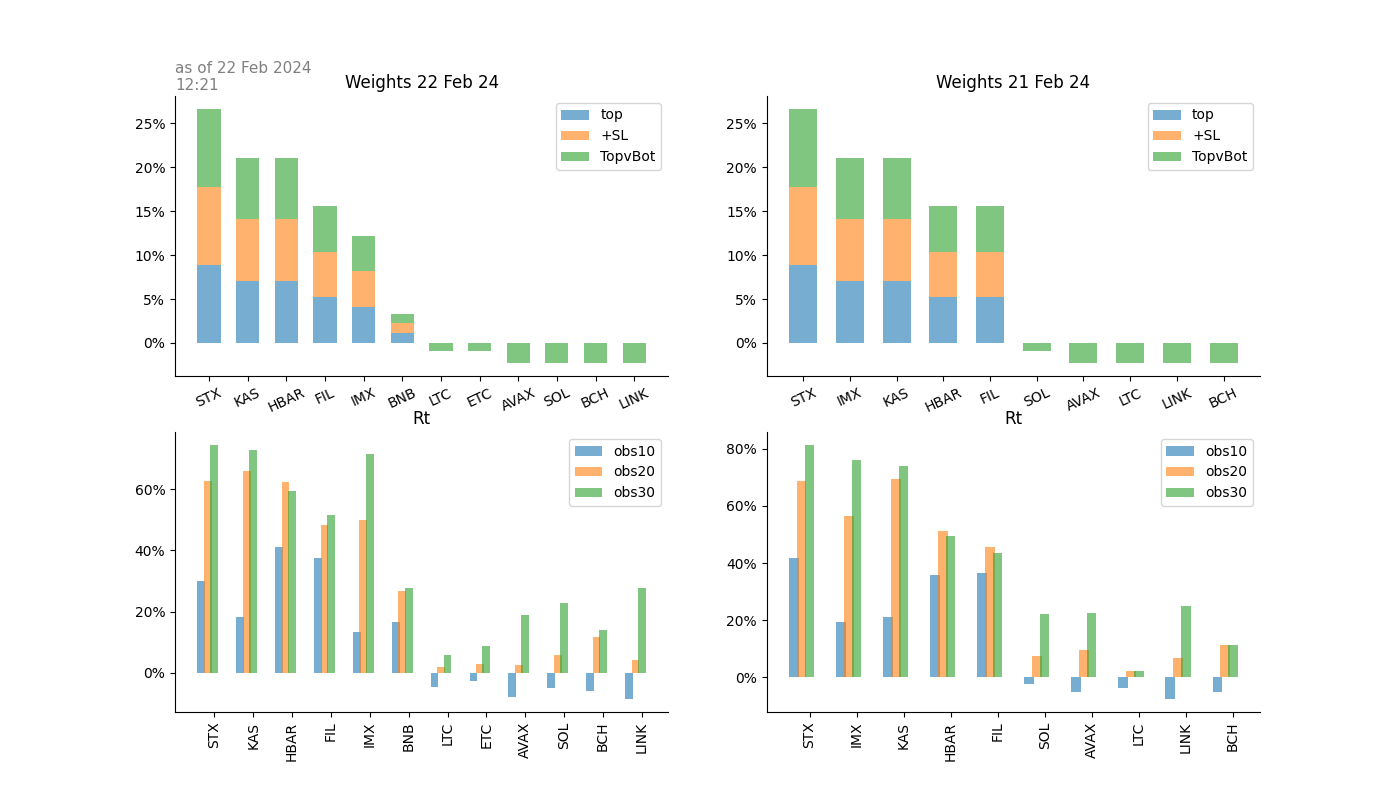 as of 22 Feb 2024
12:21
Weights 22 Feb 24
25%
20%
15%
10%
5%
0%
top
+SL
TopvBot
STX KAS HBAR FIL IMX BNB LTC ETC AVAX SOL BCH LINK
Weights 21 Feb 24
25%
20%
15%
10%
5%
0%
top
+SL
TopvBot
STX IMX KAS HBAR FIL SOL AVAX LTC LINK BCH
Rt
60%
40%
20%
0%
obs10
obs20
obs30
STX KAS HBAR FIL IMX BNB LTC ETC AVAX SOL BCH LINK
Rt
80%
60%
40%
20%
0%
obs10
obs20
obs30
STX IMX KAS HBAR FIL SOL AVAX LTC LINK BCH